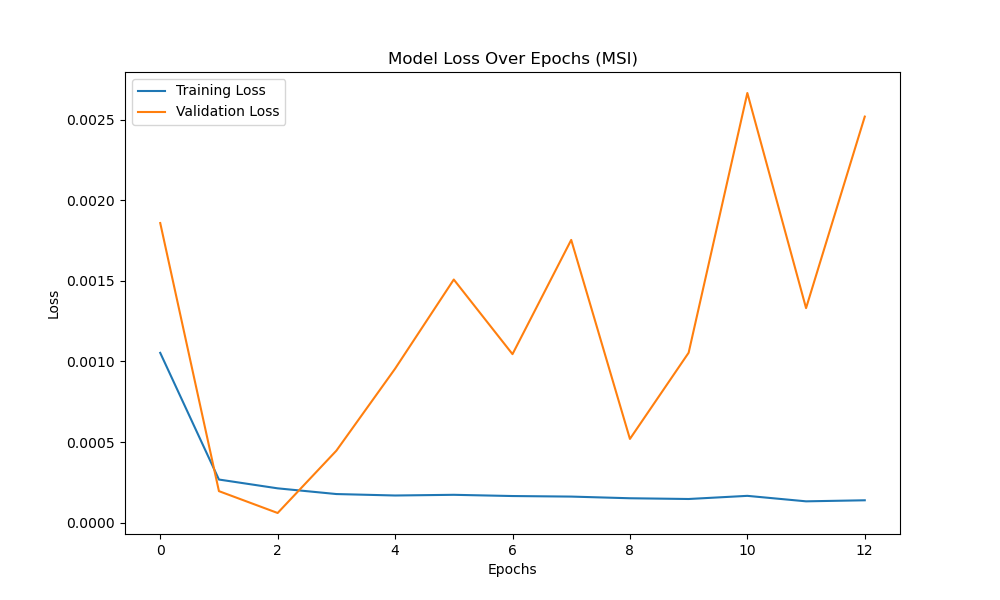 Model Loss Over Epochs (MSI)
Training Loss
Validation Loss
0.0025
0.0020
0.0015
0.0010
0.0005
0.0000
Loss
0 2 4 6 8 10 12
Epochs